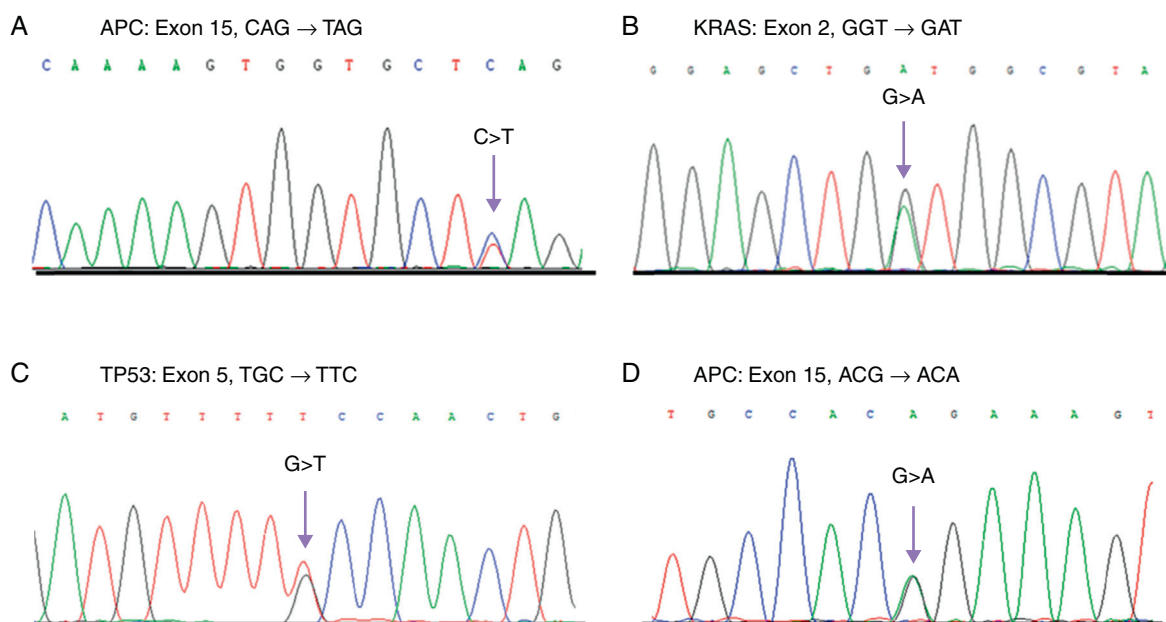 A APC: Exon 15, CAG → TAG
C A A A A G T G G T G C T C A G
C>T
B KRAS: Exon 2, GGT → GAT
G G A G C T G A T G G C G T A
G>A
C TP53: Exon 5, TGC → TTC
A T G T T T T T C C A A C T G
G>T
D APC: Exon 15, ACG → ACA
T G C C A C A G A A A G T
G>A